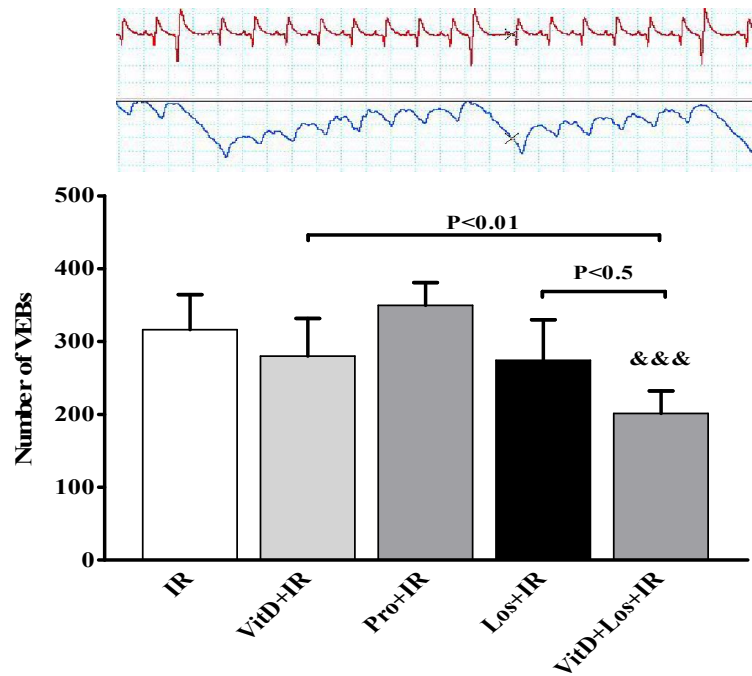 500
400
300
200
100
0
Number of VEBs
P<0.01
P<0.5
&&&
IR
VitD+IR
Pro+IR
Los+IR
VitD+Los+IR